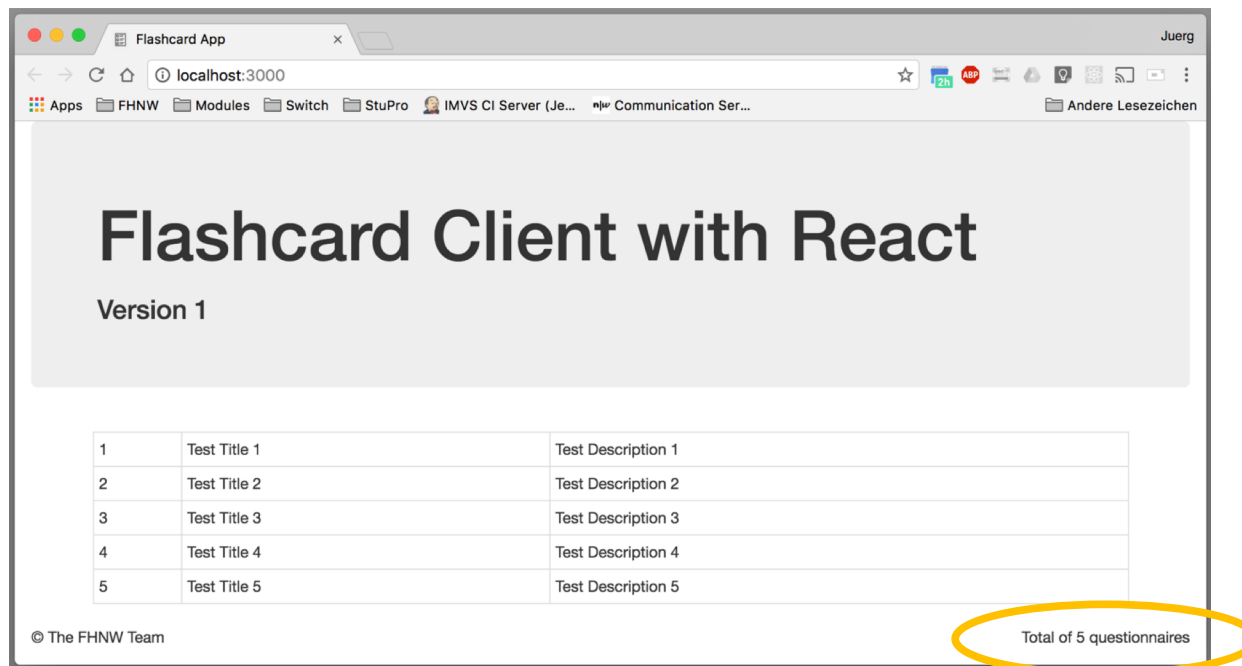 Flashcard App
Juerg
localhost:3000
2h ABP
Apps FHNW Modules Switch StuPro IMVS CI Server (Je... n|w Communication Ser... Andere Lesezeichen
Flashcard Client with React
Version 1
1 Test Title 1 Test Description 1
2 Test Title 2 Test Description 2
3 Test Title 3 Test Description 3
4 Test Title 4 Test Description 4
5 Test Title 5 Test Description 5
© The FHNW Team Total of 5 questionnaires